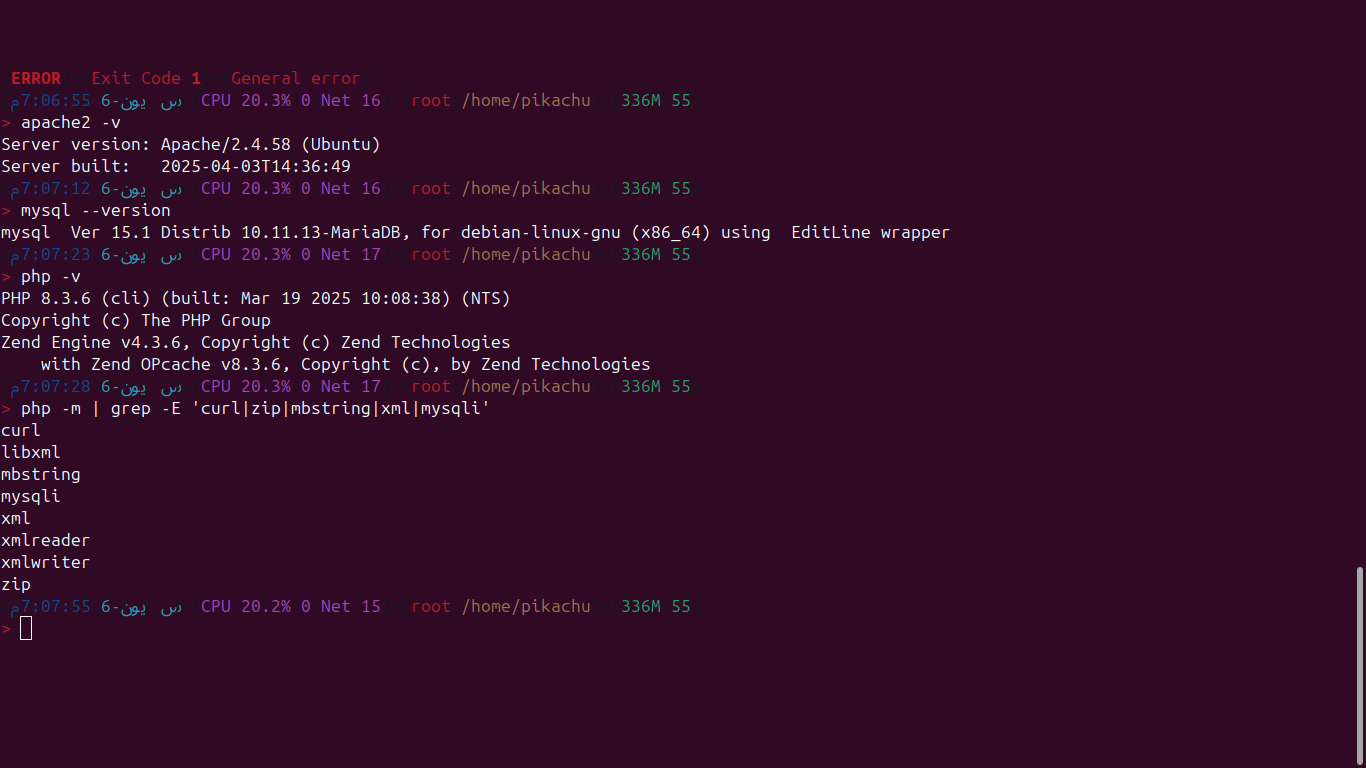 ERROR Exit Code 1 General error
7:06:55م س يون-6 CPU 20.3% 0 Net 16 root /home/pikachu 336M 55
> apache2 -v
Server version: Apache/2.4.58 (Ubuntu)
Server built:   2025-04-03T14:36:49
7:07:12م س يون-6 CPU 20.3% 0 Net 16 root /home/pikachu 336M 55
> mysql --version
mysql  Ver 15.1 Distrib 10.11.13-MariaDB, for debian-linux-gnu (x86_64) using  EditLine wrapper
7:07:23م س يون-6 CPU 20.3% 0 Net 17 root /home/pikachu 336M 55
> php -v
PHP 8.3.6 (cli) (built: Mar 19 2025 10:08:38) (NTS)
Copyright (c) The PHP Group
Zend Engine v4.3.6, Copyright (c) Zend Technologies
    with Zend OPcache v8.3.6, Copyright (c), by Zend Technologies
7:07:28م س يون-6 CPU 20.3% 0 Net 17 root /home/pikachu 336M 55
> php -m | grep -E 'curl|zip|mbstring|xml|mysqli'
curl
libxml
mbstring
mysqli
xml
xmlreader
xmlwriter
zip
7:07:55م س يون-6 CPU 20.2% 0 Net 15 root /home/pikachu 336M 55
>